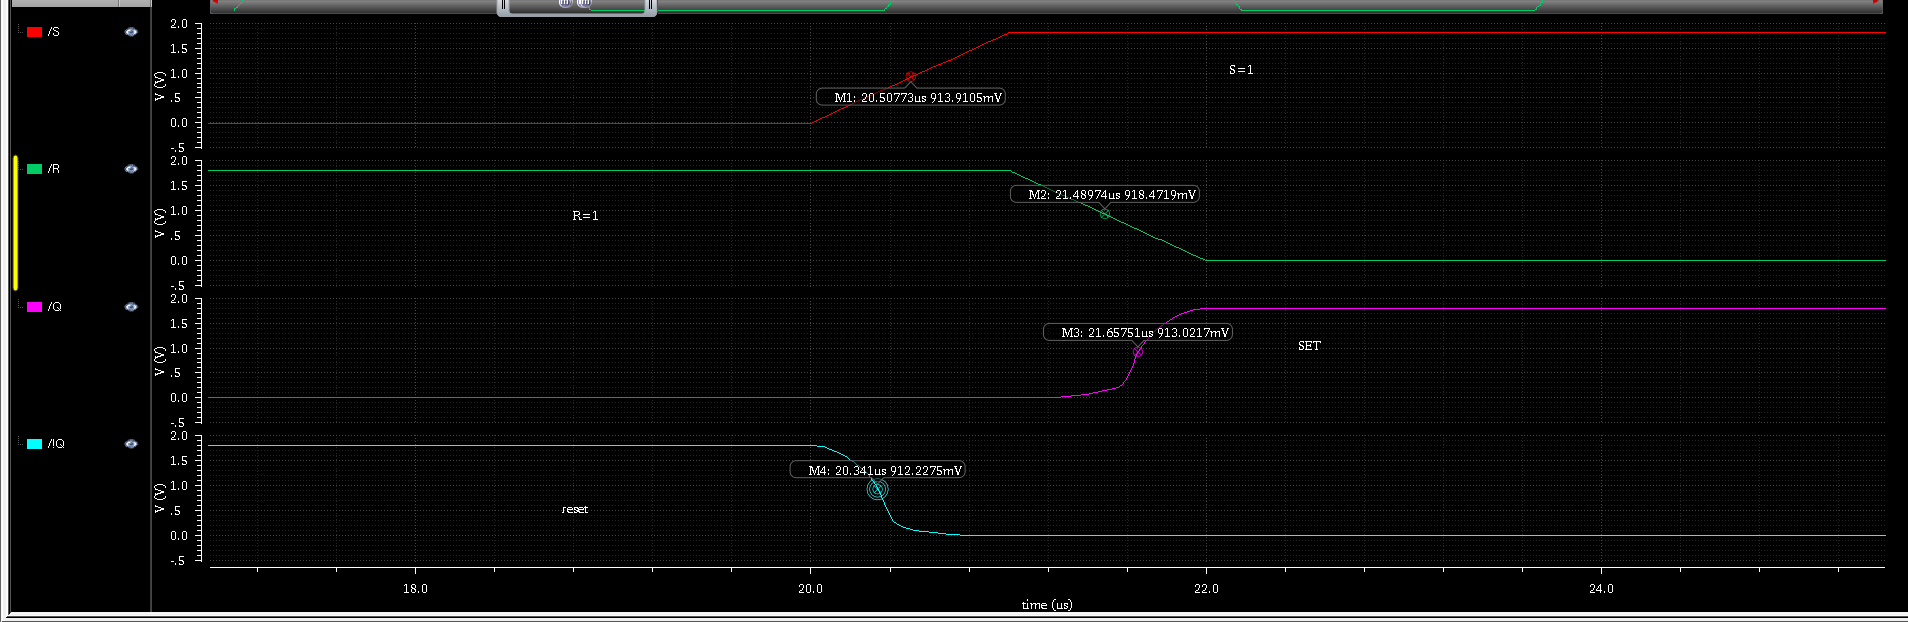 /S
2.0
1.5
1.0
.5
0.0
-.5
V (V)
M1: 20.50773us 913.9105mV
S=1
/R
2.0
1.5
1.0
.5
0.0
-.5
V (V)
R=1
M2: 21.48974us 918.4719mV
/Q
2.0
1.5
1.0
.5
0.0
-.5
V (V)
M3: 21.65751us 913.0217mV
SET
/!Q
2.0
1.5
1.0
.5
0.0
-.5
V (V)
M4: 20.341us 912.2275mV
reset
18.0 20.0 22.0 24.0
time (us)